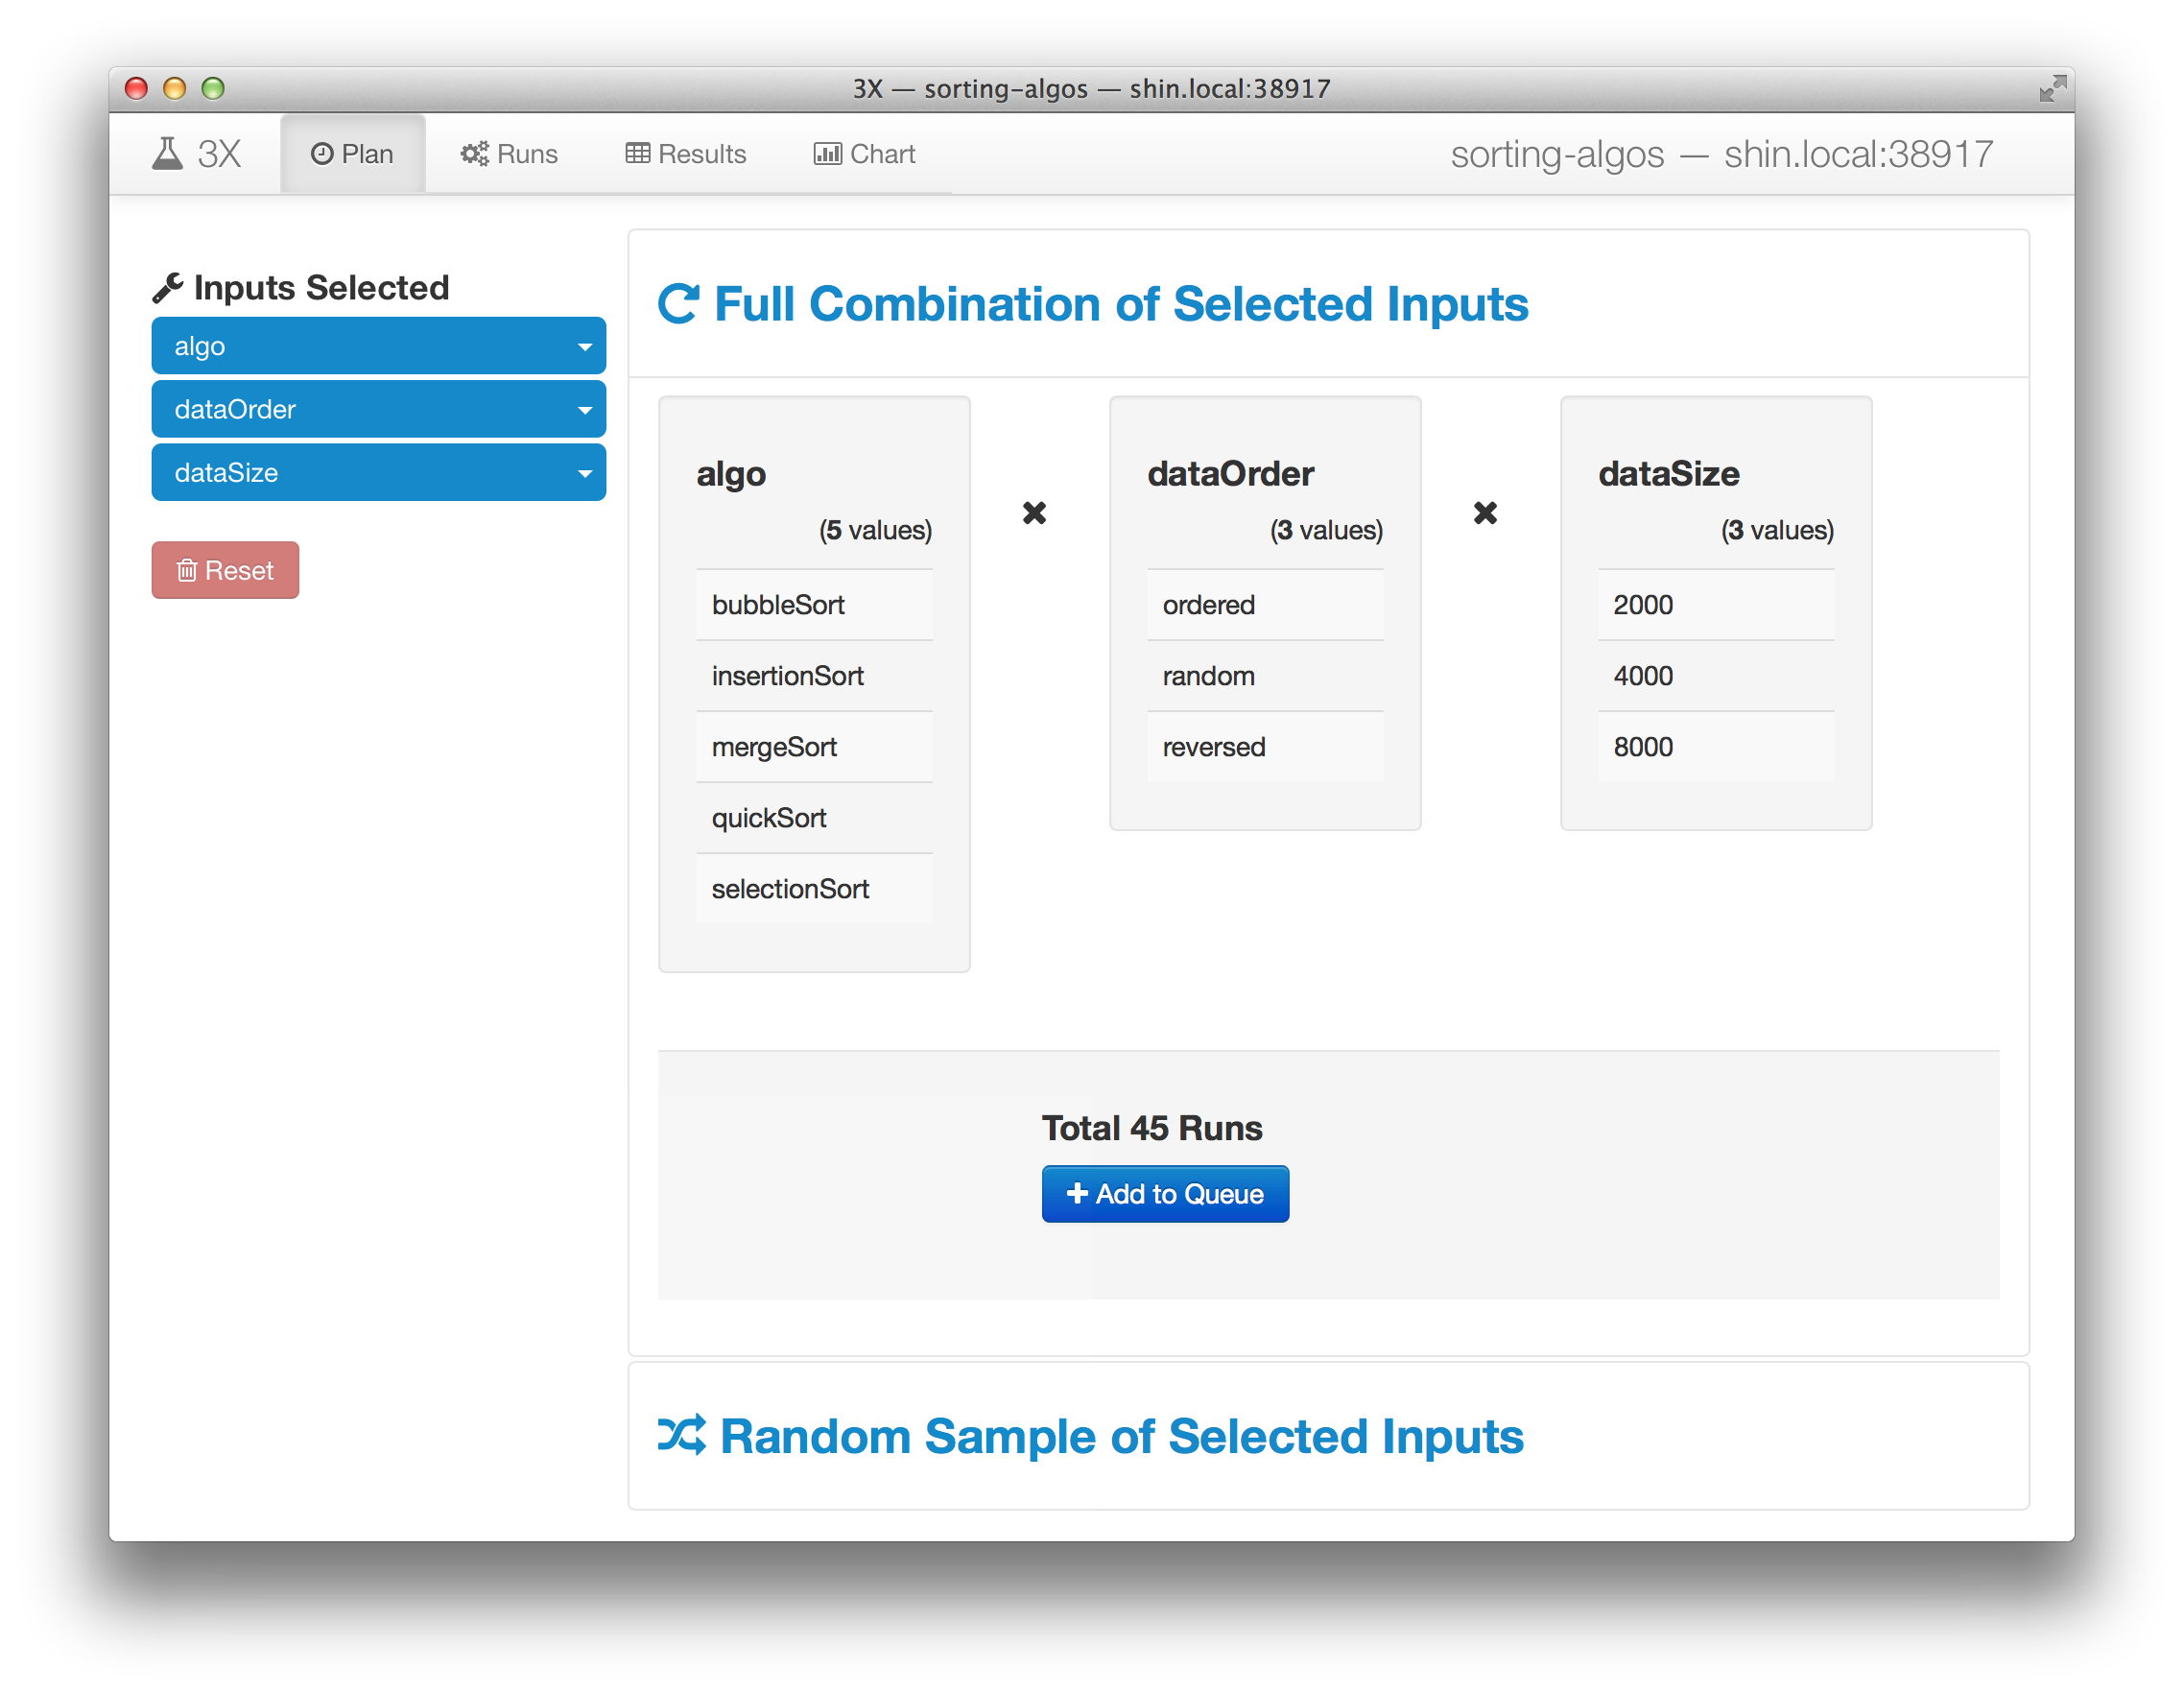 3X — sorting-algos — shin.local:38917
3X Plan Runs Results Chart sorting-algos — shin.local:38917
Inputs Selected
algo
dataOrder
dataSize
Reset
Full Combination of Selected Inputs
algo
(5 values)
bubbleSort
insertionSort
mergeSort
quickSort
selectionSort
dataOrder
(3 values)
ordered
random
reversed
dataSize
(3 values)
2000
4000
8000
Total 45 Runs
Add to Queue
Random Sample of Selected Inputs